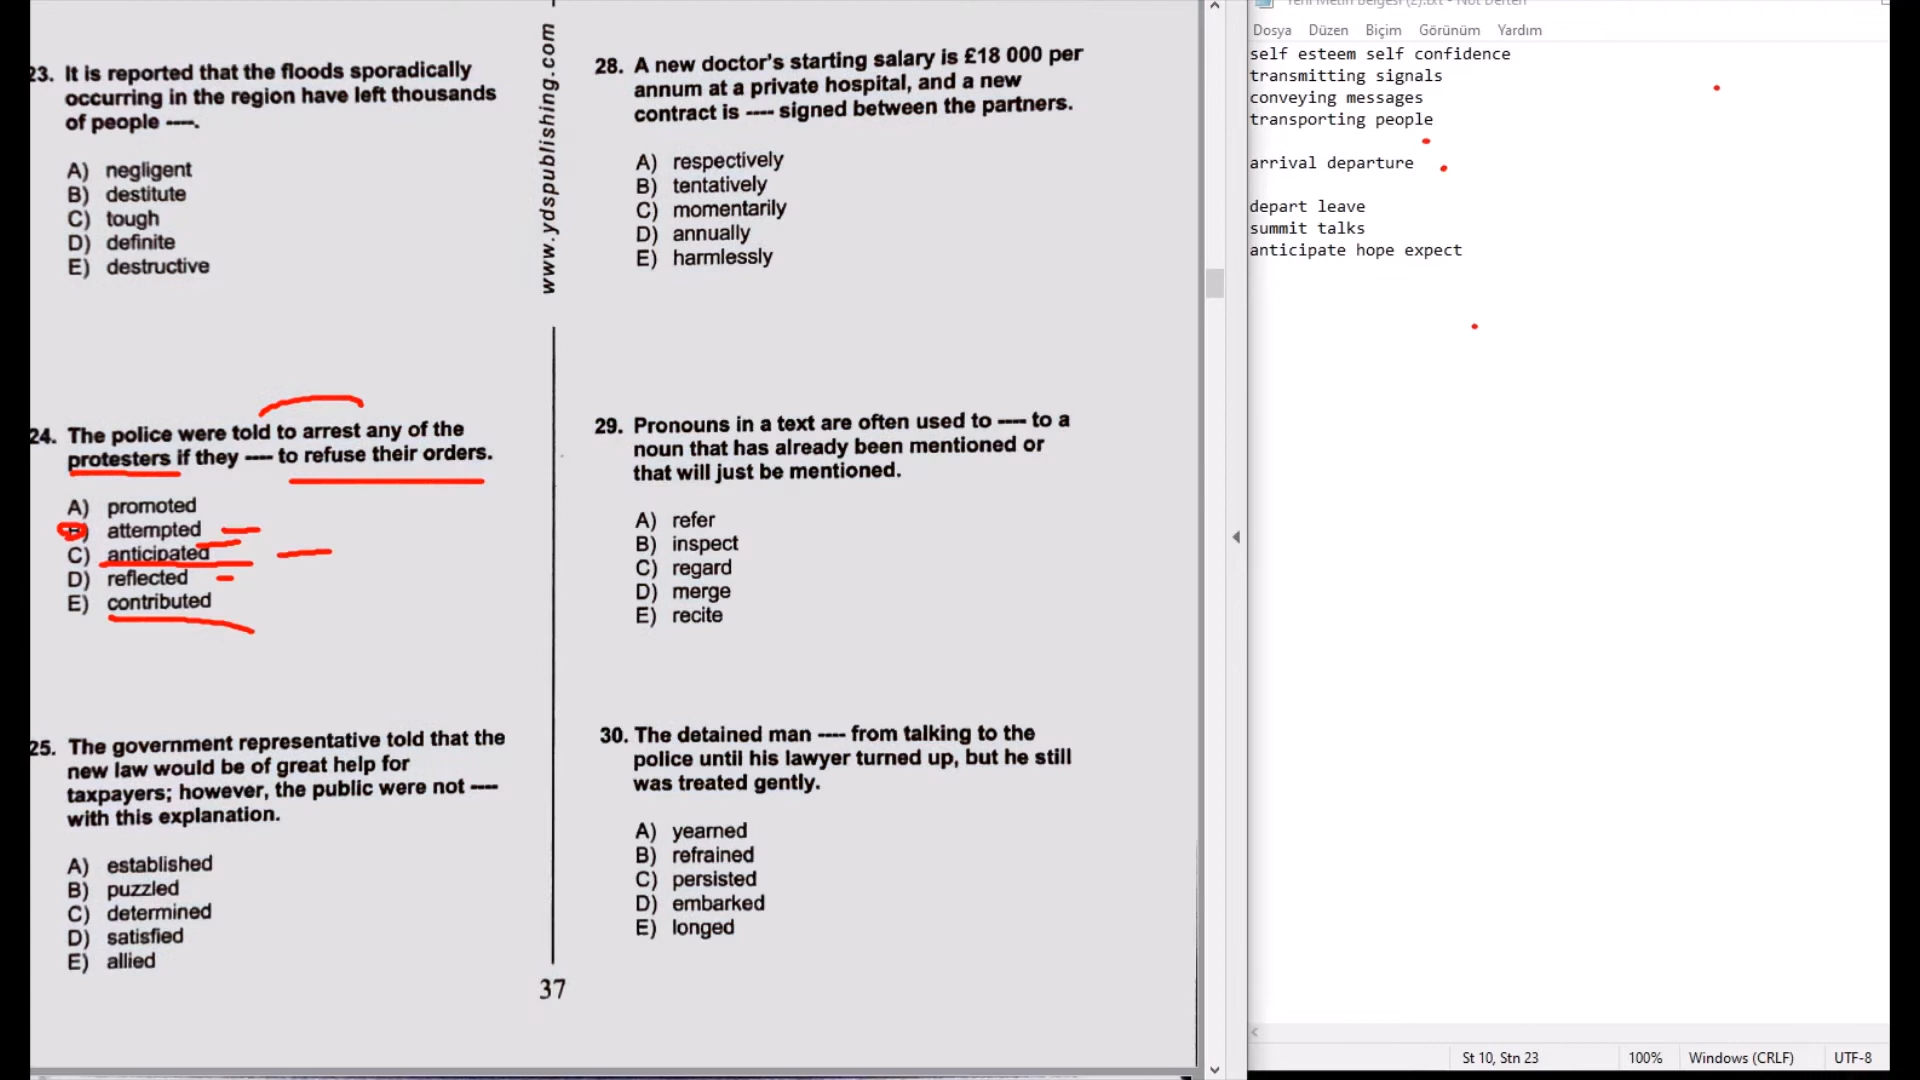 23. It is reported that the floods sporadically
occurring in the region have left thousands
of people ----.
A) negligent
B) destitute
C) tough
D) definite
E) destructive
24. The police were told to arrest any of the
protesters if they ---- to refuse their orders.
A) promoted
B) attempted
C) anticipated
D) reflected
E) contributed
25. The government representative told that the
new law would be of great help for
taxpayers; however, the public were not ----
with this explanation.
A) established
B) puzzled
C) determined
D) satisfied
E) allied
www.ydspublishing.com
28. A new doctor's starting salary is £18 000 per
annum at a private hospital, and a new
contract is ---- signed between the partners.
A) respectively
B) tentatively
C) momentarily
D) annually
E) harmlessly
29. Pronouns in a text are often used to ---- to a
noun that has already been mentioned or
that will just be mentioned.
A) refer
B) inspect
C) regard
D) merge
E) recite
30. The detained man ---- from talking to the
police until his lawyer turned up, but he still
was treated gently.
A) yearned
B) refrained
C) persisted
D) embarked
E) longed
37
Yeni Metin Belgesi (2).txt - Not Defteri
Dosya Düzen Biçim Görünüm Yardım
self esteem self confidence
transmitting signals
conveying messages
transporting people
arrival departure
depart leave
summit talks
anticipate hope expect
St 10, Stn 23 100% Windows (CRLF) UTF-8